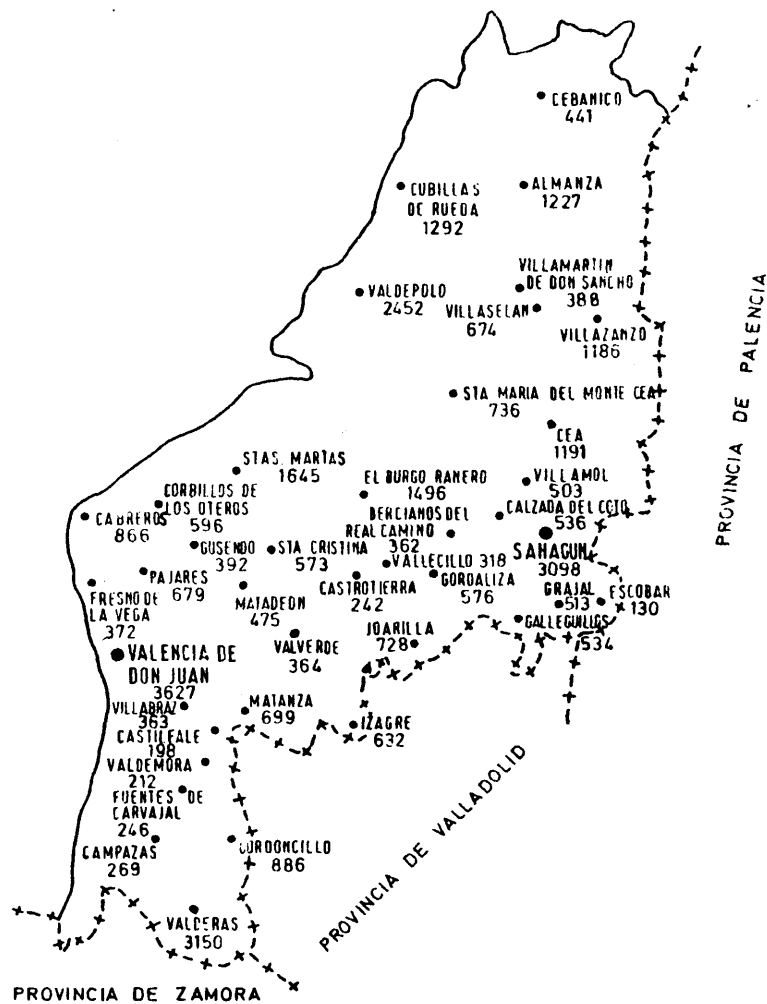 CEBANICO
441
CUBILLAS
DE RUEDA
1292
ALMANZA
1227
VILLAMARTIN
DE DON SANCHO
388
VALDEPOLO
2452
VILLASELAN
674
VILLAZANZO
1186
STA MARIA DEL MONTE CEA
736
CEA
1191
STAS. MARTAS
1645
EL BURGO RANERO
1496
VILLAMOL
503
CORBILLOS DE
LOS OTEROS
596
CABREROS
866
BERCIANOS DEL
REAL CAMINO
362
CALZADA DEL COTO
536
SAHAGUN
3098
GUSENDO
392
STA CRISTINA
573
VALLECILLO 318
PAJARES
679
CASTROTIERRA
242
GORDALIZA
576
GRAJAL
513
ESCOBAR
130
FRESNO DE
LA VEGA
372
MATADEON
475
GALLEGUILLOS
534
JOARILLA
728
VALVERDE
364
VALENCIA DE
DON JUAN
3627
VILLABRAZ
363
MATANZA
699
IZAGRE
632
CASTILFALE
198
VALDEMORA
212
FUENTES DE
CARVAJAL
246
CAMPAZAS
269
GORDONCILLO
886
VALDERAS
3150
PROVINCIA DE PALENCIA
PROVINCIA DE VALLADOLID
PROVINCIA DE ZAMORA